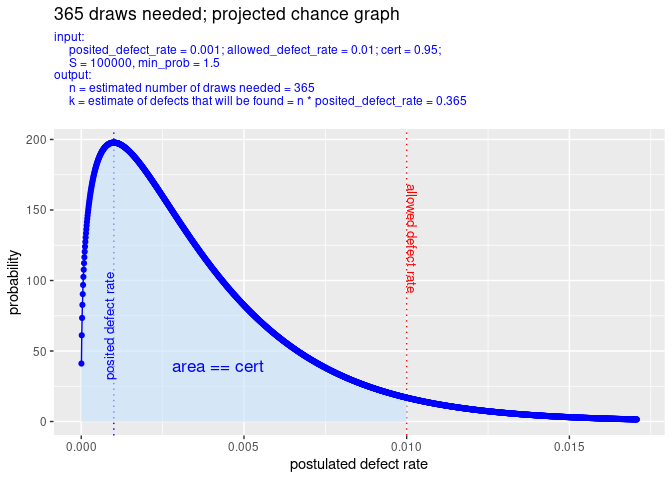 365 draws needed; projected chance graph
input:
posited_defect_rate = 0.001; allowed_defect_rate = 0.01; cert = 0.95;
S = 100000, min_prob = 1.5
output:
n = estimated number of draws needed = 365
k = estimate of defects that will be found = n * posited_defect_rate = 0.365
200
150
100
50
0
probability
posited defect rate
area == cert
allowed defect rate
0.000
0.005
0.010
0.015
postulated defect rate